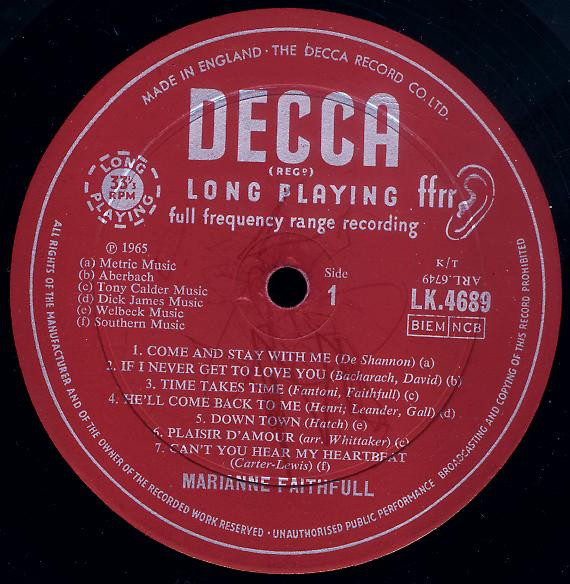 MADE IN ENGLAND · THE DECCA RECORD CO. LTD.
DECCA
(REGD)
LONG PLAYING
ffrr
full frequency range recording
LONG
33⅓
RPM
PLAYING
℗ 1965
(a) Metric Music
(b) Aberbach
(c) Tony Calder Music
(d) Dick James Music
(e) Welbeck Music
(f) Southern Music
Side
1
ARL.6749
T/K
LK.4689
BIEM NCB
1. COME AND STAY WITH ME (De Shannon) (a)
2. IF I NEVER GET TO LOVE YOU (Bacharach, David) (b)
3. TIME TAKES TIME (Fantoni, Faithfull) (c)
4. HE'LL COME BACK TO ME (Henri; Leander, Gall) (d)
5. DOWN TOWN (Hatch) (e)
6. PLAISIR D'AMOUR (arr. Whittaker) (c)
7. CAN'T YOU HEAR MY HEARTBEAT
(Carter-Lewis) (f)
MARIANNE FAITHFULL
ALL RIGHTS OF THE MANUFACTURER AND OF THE OWNER OF THE RECORDED WORK RESERVED · UNAUTHORISED PUBLIC PERFORMANCE BROADCASTING AND COPYING OF THIS RECORD PROHIBITED